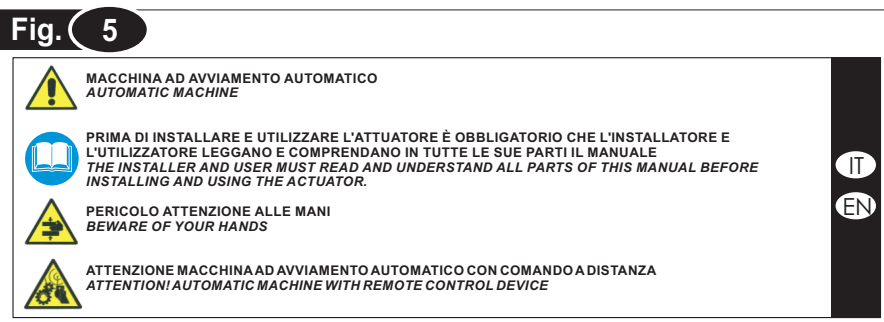 Fig. 5
MACCHINA AD AVVIAMENTO AUTOMATICO
AUTOMATIC MACHINE
PRIMA DI INSTALLARE E UTILIZZARE L'ATTUATORE È OBBLIGATORIO CHE L'INSTALLATORE E
L'UTILIZZATORE LEGGANO E COMPRENDANO IN TUTTE LE SUE PARTI IL MANUALE
THE INSTALLER AND USER MUST READ AND UNDERSTAND ALL PARTS OF THIS MANUAL BEFORE
INSTALLING AND USING THE ACTUATOR.
IT
EN
PERICOLO ATTENZIONE ALLE MANI
BEWARE OF YOUR HANDS
ATTENZIONE MACCHINA AD AVVIAMENTO AUTOMATICO CON COMANDO A DISTANZA
ATTENTION! AUTOMATIC MACHINE WITH REMOTE CONTROL DEVICE